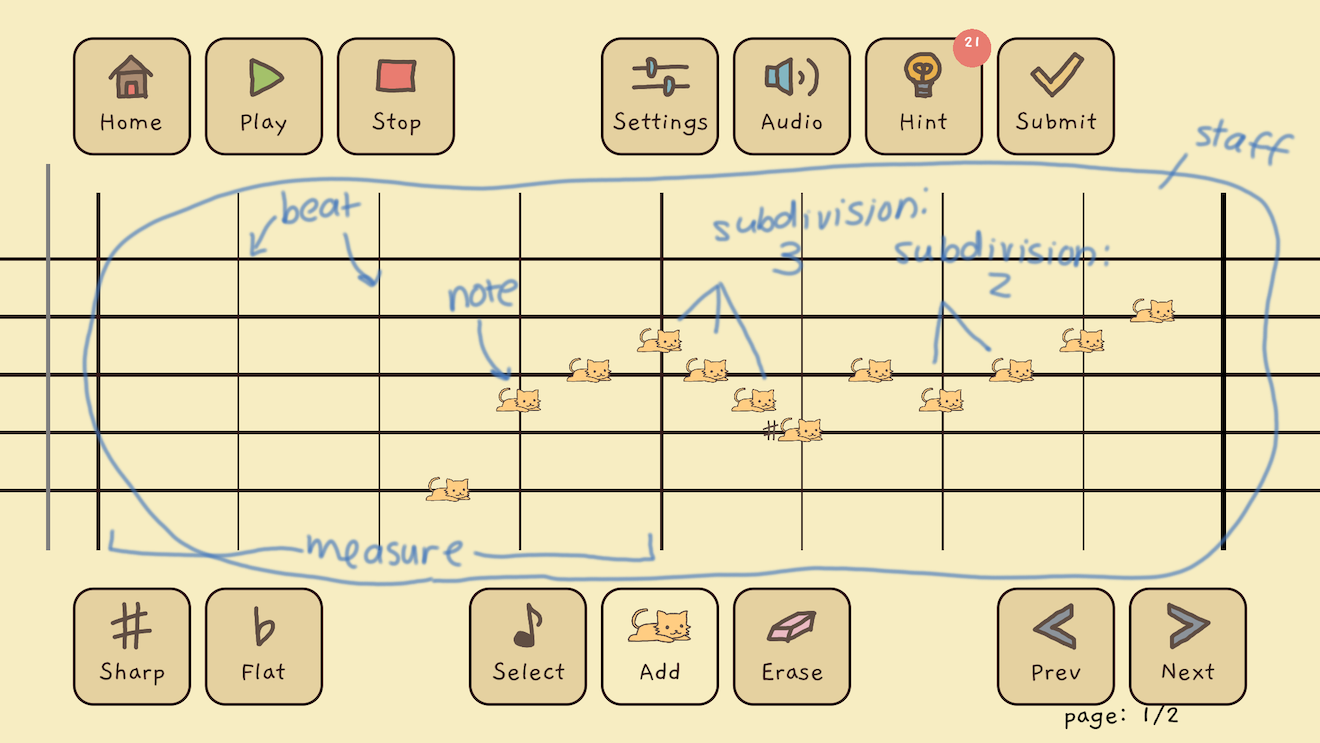 Home
Play
Stop
Settings
Audio
21
Hint
Submit
staff
beat
subdivision:
3
subdivision:
2
note
#
measure
Sharp
Flat
Select
Add
Erase
Prev
Next
page: 1/2